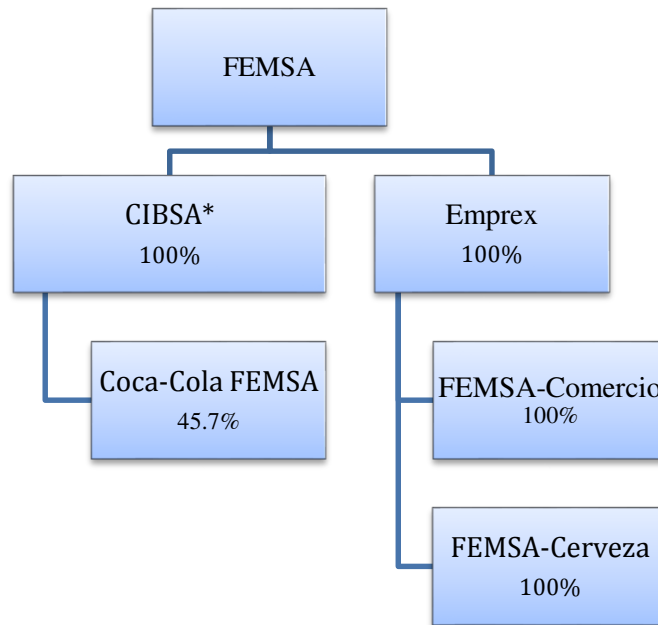 FEMSA
CIBSA*
100%
Emprex
100%
Coca-Cola FEMSA
45.7%
FEMSA-Comercio
100%
FEMSA-Cerveza
100%